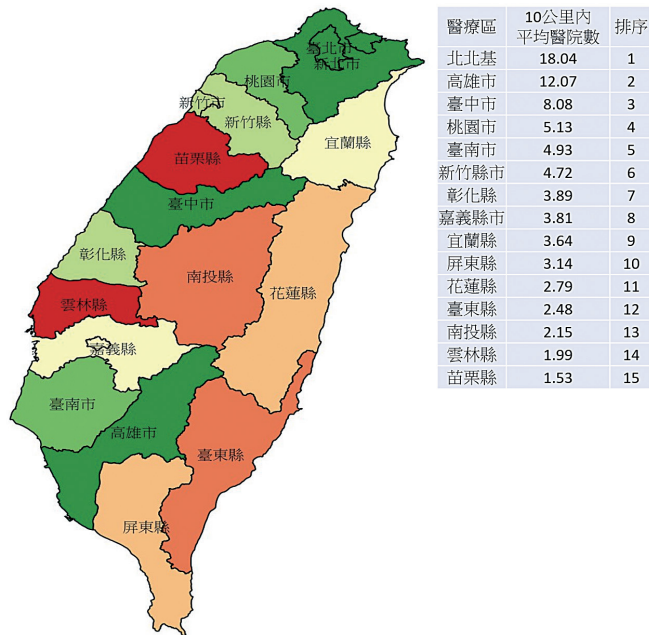 臺北市
新北市
桃園市
新竹市
新竹縣
宜蘭縣
苗栗縣
臺中市
彰化縣
南投縣
花蓮縣
雲林縣
嘉義縣
臺南市
高雄市
臺東縣
屏東縣
醫療區 10公里內平均醫院數 排序
北北基 18.04 1
高雄市 12.07 2
臺中市 8.08 3
桃園市 5.13 4
臺南市 4.93 5
新竹縣市 4.72 6
彰化縣 3.89 7
嘉義縣市 3.81 8
宜蘭縣 3.64 9
屏東縣 3.14 10
花蓮縣 2.79 11
臺東縣 2.48 12
南投縣 2.15 13
雲林縣 1.99 14
苗栗縣 1.53 15